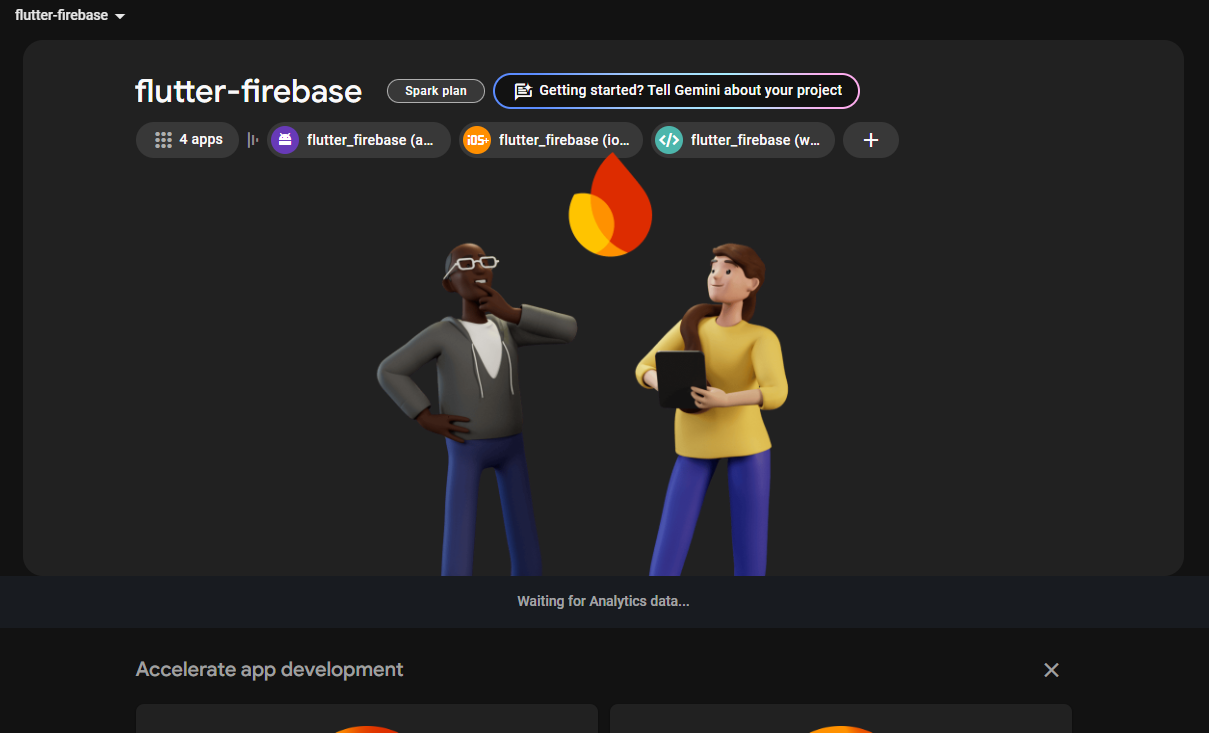 flutter-firebase
flutter-firebase
Spark plan
Getting started? Tell Gemini about your project
4 apps
flutter_firebase (a...
iOS+
flutter_firebase (io...
flutter_firebase (w...
Waiting for Analytics data...
Accelerate app development